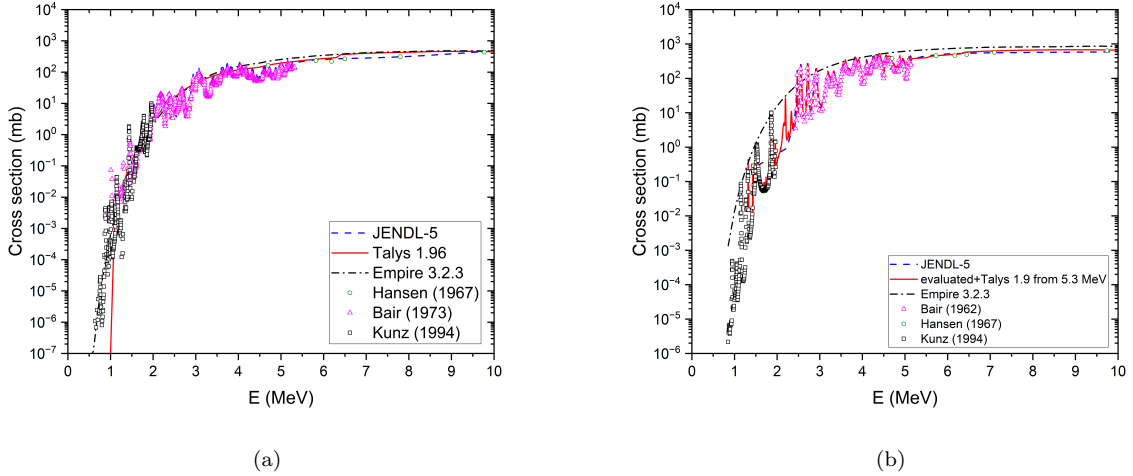 10^4
10^3
10^2
10^1
10^0
10^-1
10^-2
10^-3
10^-4
10^-5
10^-6
10^-7
Cross section (mb)
JENDL-5
Talys 1.96
Empire 3.2.3
Hansen (1967)
Bair (1973)
Kunz (1994)
0 1 2 3 4 5 6 7 8 9 10
E (MeV)
(a)
10^4
10^3
10^2
10^1
10^0
10^-1
10^-2
10^-3
10^-4
10^-5
10^-6
Cross section (mb)
JENDL-5
evaluated+Talys 1.9 from 5.3 MeV
Empire 3.2.3
Bair (1962)
Hansen (1967)
Kunz (1994)
0 1 2 3 4 5 6 7 8 9 10
E (MeV)
(b)